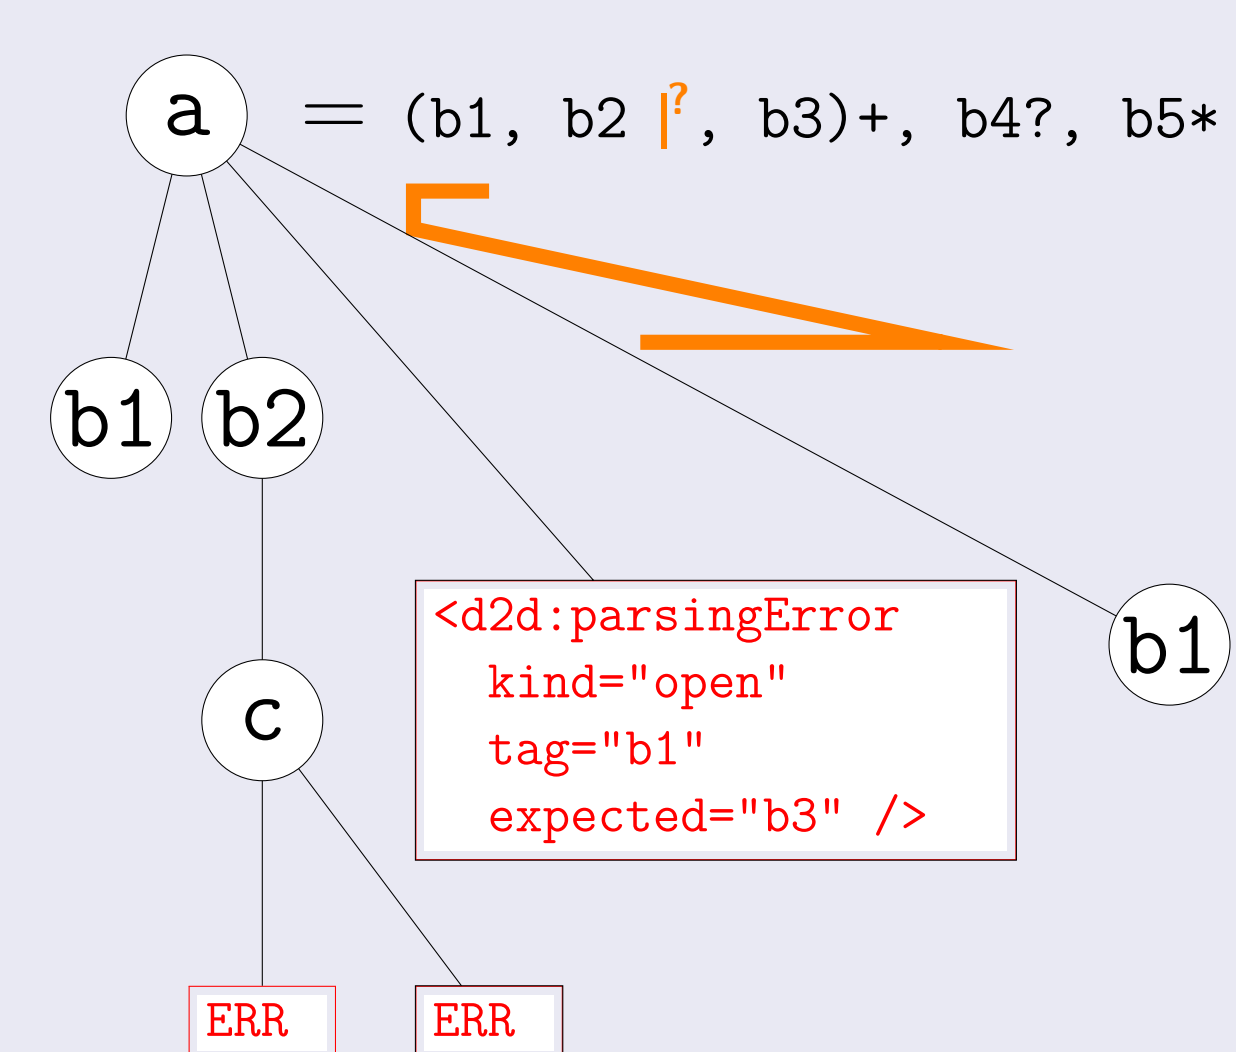 a = (b1, b2 |?, b3)+, b4?, b5*
b1 b2
<d2d:parsingError
kind="open"
tag="b1"
expected="b3" />
b1
c
ERR ERR